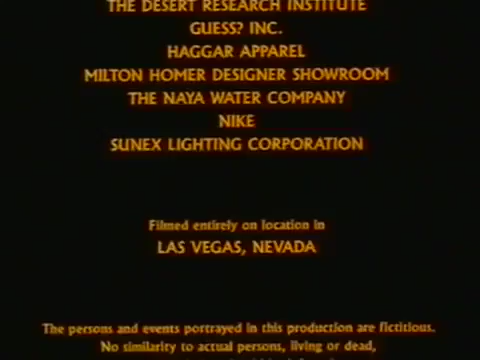 THE DESERT RESEARCH INSTITUTE
GUESS? INC.
HAGGAR APPAREL
MILTON HOMER DESIGNER SHOWROOM
THE NAYA WATER COMPANY
NIKE
SUNEX LIGHTING CORPORATION
Filmed entirely on location in
LAS VEGAS, NEVADA
The persons and events portrayed in this production are fictitious.
No similarity to actual persons, living or dead,